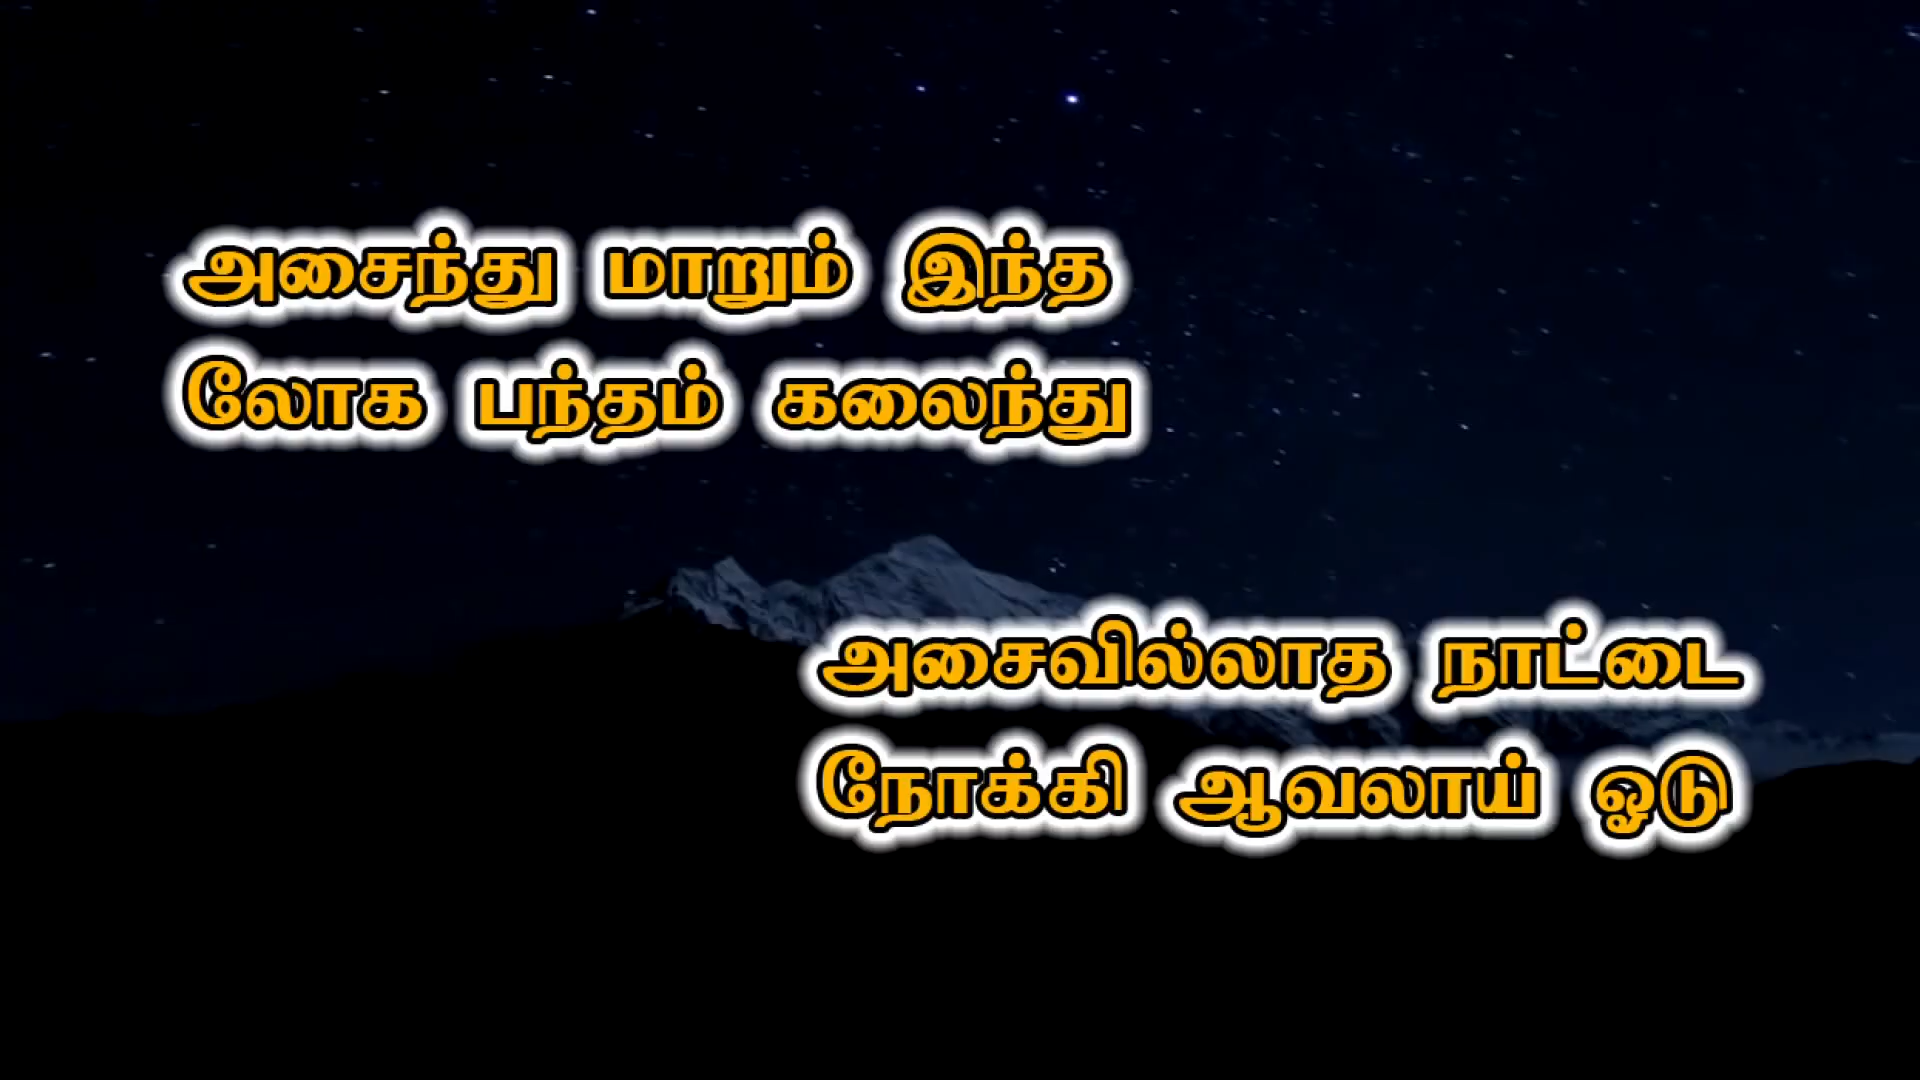 அசைந்து மாறும் இந்த
லோக பந்தம் கலைந்து
அசைவில்லாத நாட்டை
நோக்கி ஆவலாய் ஓடு